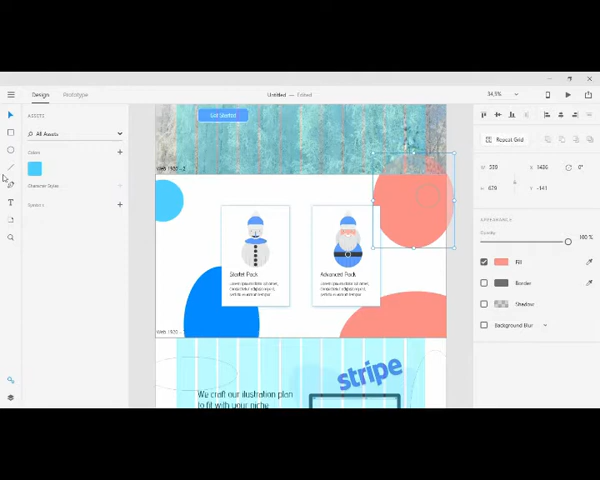 Design
Prototype
Untitled - Edited
34,5%
ASSETS
All Assets
Colors
Character Styles
Symbols
Get Started
Web 1920 - 2
Starter Pack
Advanced Pack
Web 1920 -
stripe
We craft our illustration plan
to fit with your niche
Repeat Grid
W
H
X
Y
-141
0°
APPEARANCE
Opacity
100 %
Fill
Border
Shadow
Background Blur